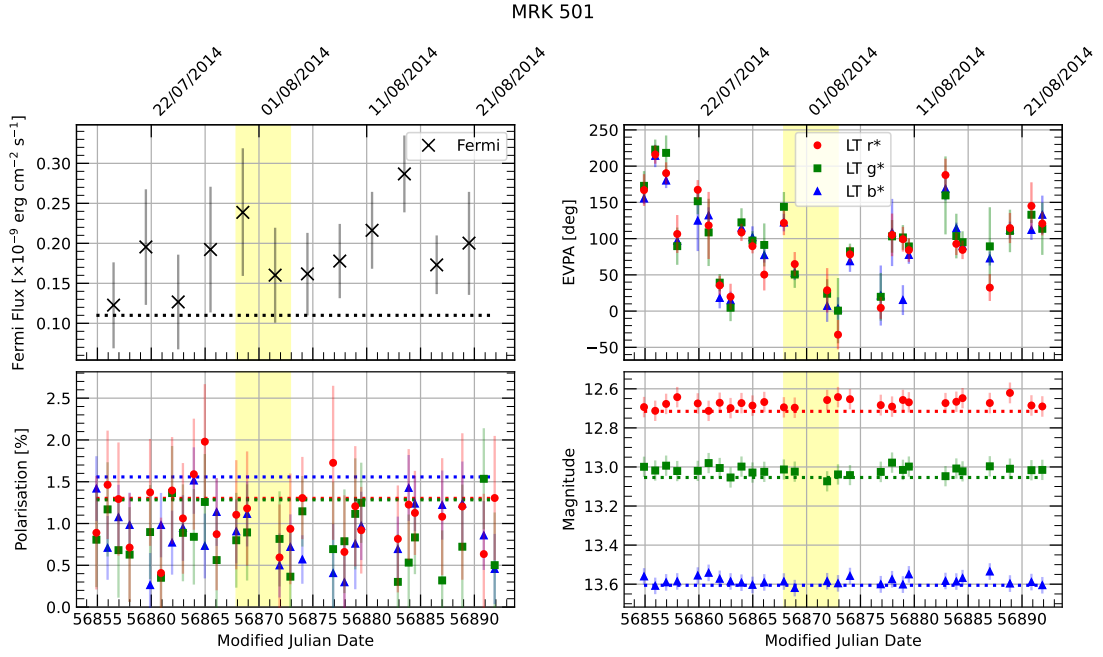 MRK 501
22/07/2014 01/08/2014 11/08/2014 21/08/2014
22/07/2014 01/08/2014 11/08/2014 21/08/2014
Fermi Flux [×10⁻⁹ erg cm⁻² s⁻¹]
0.30
0.25
0.20
0.15
0.10
Fermi
EVPA [deg]
250
200
150
100
50
0
−50
LT r*
LT g*
LT b*
Polarisation [%]
2.5
2.0
1.5
1.0
0.5
0.0
56855 56860 56865 56870 56875 56880 56885 56890
Modified Julian Date
Magnitude
12.6
12.8
13.0
13.2
13.4
13.6
56855 56860 56865 56870 56875 56880 56885 56890
Modified Julian Date